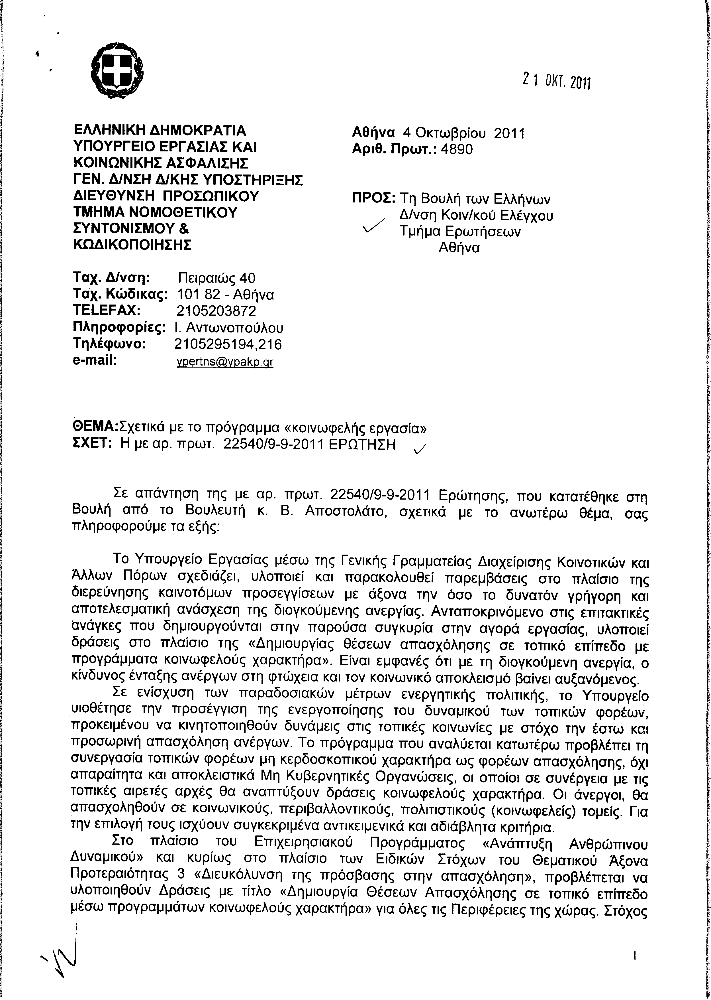 21 ΟΚΤ. 2011
ΕΛΛΗΝΙΚΗ ΔΗΜΟΚΡΑΤΙΑ
ΥΠΟΥΡΓΕΙΟ ΕΡΓΑΣΙΑΣ ΚΑΙ
ΚΟΙΝΩΝΙΚΗΣ ΑΣΦΑΛΙΣΗΣ
ΓΕΝ. Δ/ΝΣΗ Δ/ΚΗΣ ΥΠΟΣΤΗΡΙΞΗΣ
ΔΙΕΥΘΥΝΣΗ ΠΡΟΣΩΠΙΚΟΥ
ΤΜΗΜΑ ΝΟΜΟΘΕΤΙΚΟΥ
ΣΥΝΤΟΝΙΣΜΟΥ &
ΚΩΔΙΚΟΠΟΙΗΣΗΣ
Αθήνα 4 Οκτωβρίου 2011
Αριθ. Πρωτ.: 4890
ΠΡΟΣ: Τη Βουλή των Ελλήνων
Δ/νση Κοιν/κού Ελέγχου
Τμήμα Ερωτήσεων
Αθήνα
Ταχ. Δ/νση: Πειραιώς 40
Ταχ. Κώδικας: 101 82 - Αθήνα
TELEFAX: 2105203872
Πληροφορίες: Ι. Αντωνοπούλου
Τηλέφωνο: 2105295194,216
e-mail: ypertns@ypakp.gr
ΘΕΜΑ:Σχετικά με το πρόγραμμα «κοινωφελής εργασία»
ΣΧΕΤ: Η με αρ. πρωτ. 22540/9-9-2011 ΕΡΩΤΗΣΗ
Σε απάντηση της με αρ. πρωτ. 22540/9-9-2011 Ερώτησης, που κατατέθηκε στη
Βουλή από το Βουλευτή κ. Β. Αποστολάτο, σχετικά με το ανωτέρω θέμα, σας
πληροφορούμε τα εξής:
Το Υπουργείο Εργασίας μέσω της Γενικής Γραμματείας Διαχείρισης Κοινοτικών και
Άλλων Πόρων σχεδιάζει, υλοποιεί και παρακολουθεί παρεμβάσεις στο πλαίσιο της
διερεύνησης καινοτόμων προσεγγίσεων με άξονα την όσο το δυνατόν γρήγορη και
αποτελεσματική ανάσχεση της διογκούμενης ανεργίας. Ανταποκρινόμενο στις επιτακτικές
ανάγκες που δημιουργούνται στην παρούσα συγκυρία στην αγορά εργασίας, υλοποιεί
δράσεις στο πλαίσιο της «Δημιουργίας θέσεων απασχόλησης σε τοπικό επίπεδο με
προγράμματα κοινωφελούς χαρακτήρα». Είναι εμφανές ότι με τη διογκούμενη ανεργία, ο
κίνδυνος ένταξης ανέργων στη φτώχεια και τον κοινωνικό αποκλεισμό βαίνει αυξανόμενος.
Σε ενίσχυση των παραδοσιακών μέτρων ενεργητικής πολιτικής, το Υπουργείο
υιοθέτησε την προσέγγιση της ενεργοποίησης του δυναμικού των τοπικών φορέων,
προκειμένου να κινητοποιηθούν δυνάμεις στις τοπικές κοινωνίες με στόχο την έστω και
προσωρινή απασχόληση ανέργων. Το πρόγραμμα που αναλύεται κατωτέρω προβλέπει τη
συνεργασία τοπικών φορέων μη κερδοσκοπικού χαρακτήρα ως φορέων απασχόλησης, όχι
απαραίτητα και αποκλειστικά Μη Κυβερνητικές Οργανώσεις, οι οποίοι σε συνέργεια με τις
τοπικές αιρετές αρχές θα αναπτύξουν δράσεις κοινωφελούς χαρακτήρα. Οι άνεργοι, θα
απασχοληθούν σε κοινωνικούς, περιβαλλοντικούς, πολιτιστικούς (κοινωφελείς) τομείς. Για
την επιλογή τους ισχύουν συγκεκριμένα αντικειμενικά και αδιάβλητα κριτήρια.
Στο πλαίσιο του Επιχειρησιακού Προγράμματος «Ανάπτυξη Ανθρώπινου
Δυναμικού» και κυρίως στο πλαίσιο των Ειδικών Στόχων του Θεματικού Άξονα
Προτεραιότητας 3 «Διευκόλυνση της πρόσβασης στην απασχόληση», προβλέπεται να
υλοποιηθούν Δράσεις με τίτλο «Δημιουργία Θέσεων Απασχόλησης σε τοπικό επίπεδο
μέσω προγραμμάτων κοινωφελούς χαρακτήρα» για όλες τις Περιφέρειες της χώρας. Στόχος
1